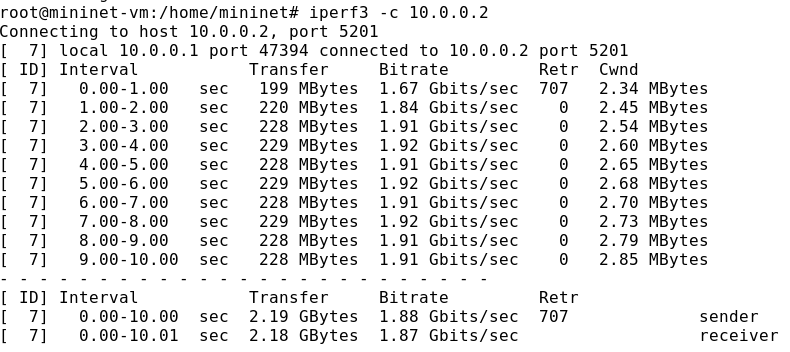 root@mininet-vm:/home/mininet# iperf3 -c 10.0.0.2
Connecting to host 10.0.0.2, port 5201
[  7] local 10.0.0.1 port 47394 connected to 10.0.0.2 port 5201
[ ID] Interval           Transfer     Bitrate         Retr  Cwnd
[  7]   0.00-1.00   sec   199 MBytes  1.67 Gbits/sec  707   2.34 MBytes
[  7]   1.00-2.00   sec   220 MBytes  1.84 Gbits/sec    0   2.45 MBytes
[  7]   2.00-3.00   sec   228 MBytes  1.91 Gbits/sec    0   2.54 MBytes
[  7]   3.00-4.00   sec   229 MBytes  1.92 Gbits/sec    0   2.60 MBytes
[  7]   4.00-5.00   sec   228 MBytes  1.91 Gbits/sec    0   2.65 MBytes
[  7]   5.00-6.00   sec   229 MBytes  1.92 Gbits/sec    0   2.68 MBytes
[  7]   6.00-7.00   sec   228 MBytes  1.91 Gbits/sec    0   2.70 MBytes
[  7]   7.00-8.00   sec   229 MBytes  1.92 Gbits/sec    0   2.73 MBytes
[  7]   8.00-9.00   sec   228 MBytes  1.91 Gbits/sec    0   2.79 MBytes
[  7]   9.00-10.00  sec   228 MBytes  1.91 Gbits/sec    0   2.85 MBytes
- - - - - - - - - - - - - - - - - - - - - - - - -
[ ID] Interval           Transfer     Bitrate         Retr
[  7]   0.00-10.00  sec  2.19 GBytes  1.88 Gbits/sec  707             sender
[  7]   0.00-10.01  sec  2.18 GBytes  1.87 Gbits/sec                  receiver